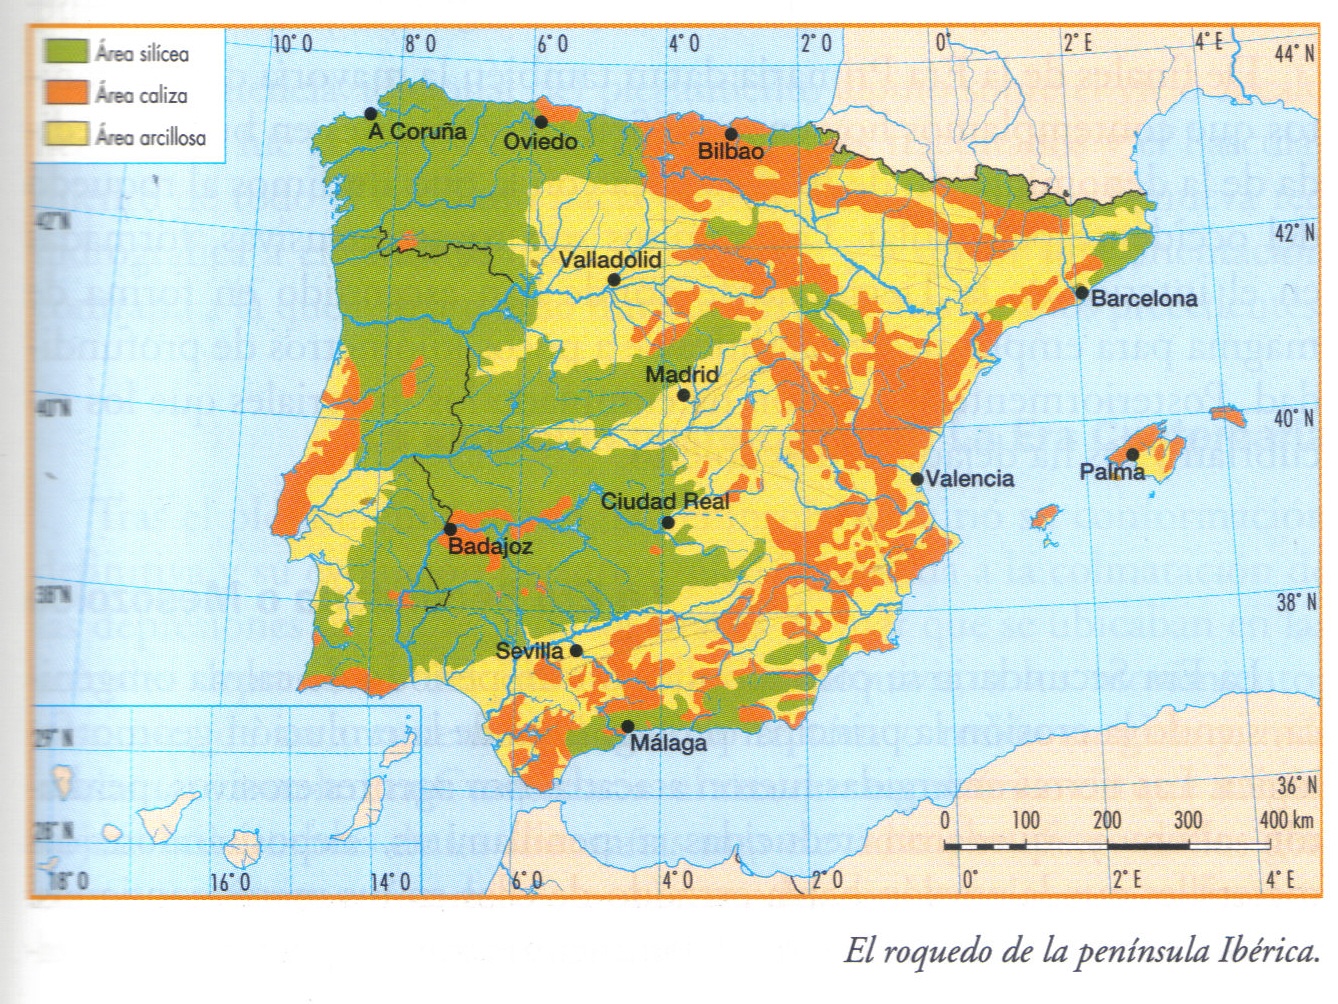 10° O 8° O 6° O 4° O 2° O 0° 2° E 4° E
44° N
Área silícea
Área caliza
Área arcillosa
A Coruña
Oviedo
Bilbao
42° N
42° N
Valladolid
Barcelona
Madrid
40° N
40° N
Palma
Valencia
Ciudad Real
Badajoz
38° N
38° N
Sevilla
Málaga
29° N
36° N
0 100 200 300 400 km
28° N
18° O 16° O 14° O 6° O 4° O 2° O 0° 2° E 4° E
El roquedo de la península Ibérica.